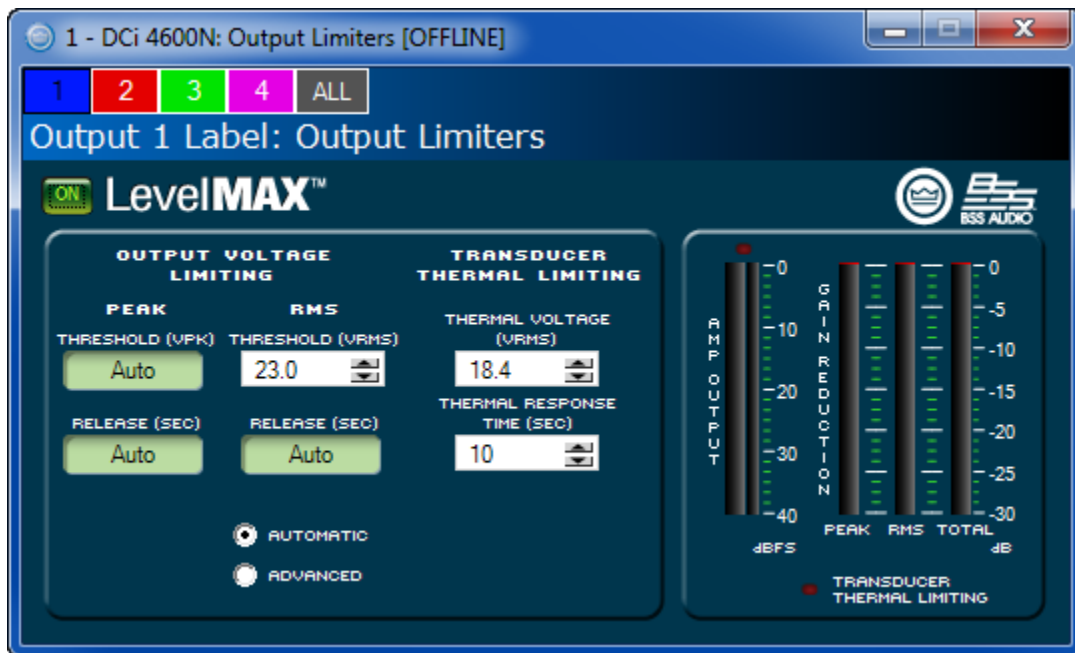 1 - DCi 4600N: Output Limiters [OFFLINE]
1 2 3 4 ALL
Output 1 Label: Output Limiters
ON LevelMAX™
BSS
BSS AUDIO
OUTPUT VOLTAGE
LIMITING
PEAK RMS
THRESHOLD (VPK) THRESHOLD (VRMS)
Auto 23.0
RELEASE (SEC) RELEASE (SEC)
Auto Auto
AUTOMATIC
ADVANCED
TRANSDUCER
THERMAL LIMITING
THERMAL VOLTAGE
(VRMS)
18.4
THERMAL RESPONSE
TIME (SEC)
10
AMP OUTPUT
0
-10
-20
-30
-40
dBFS
GAIN REDUCTION
0
-5
-10
-15
-20
-25
-30
PEAK RMS TOTAL
dB
TRANSDUCER
THERMAL LIMITING